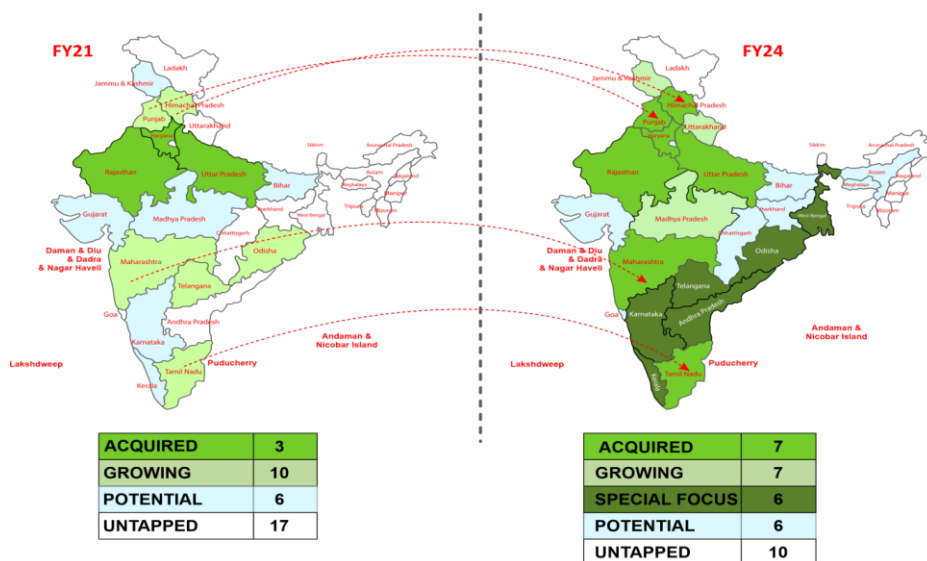 FY21
Ladakh
Jammu & Kashmir
Himachal Pradesh
Punjab
Uttarakhand
Haryana
Rajasthan
Uttar Pradesh
Bihar
Sikkim
Arunachal Pradesh
Assam
Nagaland
Meghalaya
Manipur
Tripura
Mizoram
Gujarat
Madhya Pradesh
Jharkhand
West Bengal
Chhattisgarh
Daman & Diu
& Dadra
& Nagar Haveli
Maharashtra
Odisha
Telangana
Goa
Andhra Pradesh
Karnataka
Andaman &
Nicobar Island
Lakshdweep
Puducherry
Tamil Nadu
Kerala
ACQUIRED 3
GROWING 10
POTENTIAL 6
UNTAPPED 17
FY24
Ladakh
Jammu & Kashmir
Himachal Pradesh
Punjab
Uttarakhand
Haryana
Rajasthan
Uttar Pradesh
Bihar
Sikkim
Arunachal Pradesh
Assam
Nagaland
Meghalaya
Manipur
Tripura
Mizoram
Gujarat
Madhya Pradesh
Jharkhand
West Bengal
Chhattisgarh
Daman & Diu
& Dadra
& Nagar Haveli
Maharashtra
Odisha
Telangana
Goa
Andhra Pradesh
Karnataka
Andaman &
Nicobar Island
Lakshdweep
Puducherry
Tamil Nadu
Kerala
ACQUIRED 7
GROWING 7
SPECIAL FOCUS 6
POTENTIAL 6
UNTAPPED 10